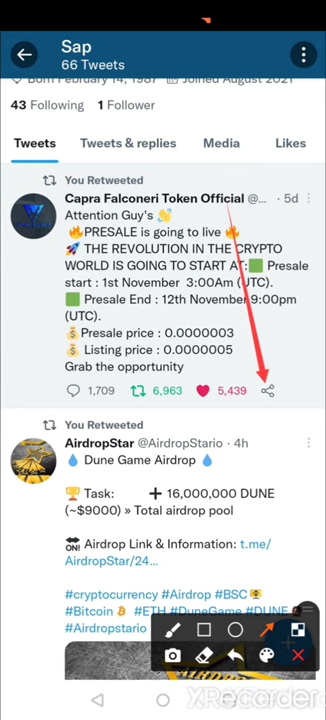 Sap
66 Tweets
Born February 14, 1987 Joined August 2021
43 Following 1 Follower
Tweets Tweets & replies Media Likes
You Retweeted
Capra Falconeri Token Official @... · 5d
Attention Guy's 👋
🔥PRESALE is going to live 🔥
🚀 THE REVOLUTION IN THE CRYPTO
WORLD IS GOING TO START AT:🟩 Presale
start : 1st November 3:00Am (UTC).
🟩 Presale End : 12th November 9:00pm
(UTC).
💰Presale price : 0.0000003
💰Listing price : 0.0000005
Grab the opportunity
1,709 6,963 5,439
You Retweeted
AirdropStar @AirdropStario · 4h
💧 Dune Game Airdrop 💧
🏆 Task: ➕ 16,000,000 DUNE
(~$9000) » Total airdrop pool
🔛 Airdrop Link & Information: t.me/
AirdropStar/24...
#cryptocurrency #Airdrop #BSC
#Bitcoin #ETH #DuneGame #DUNE
#Airdropstario
XRecorder